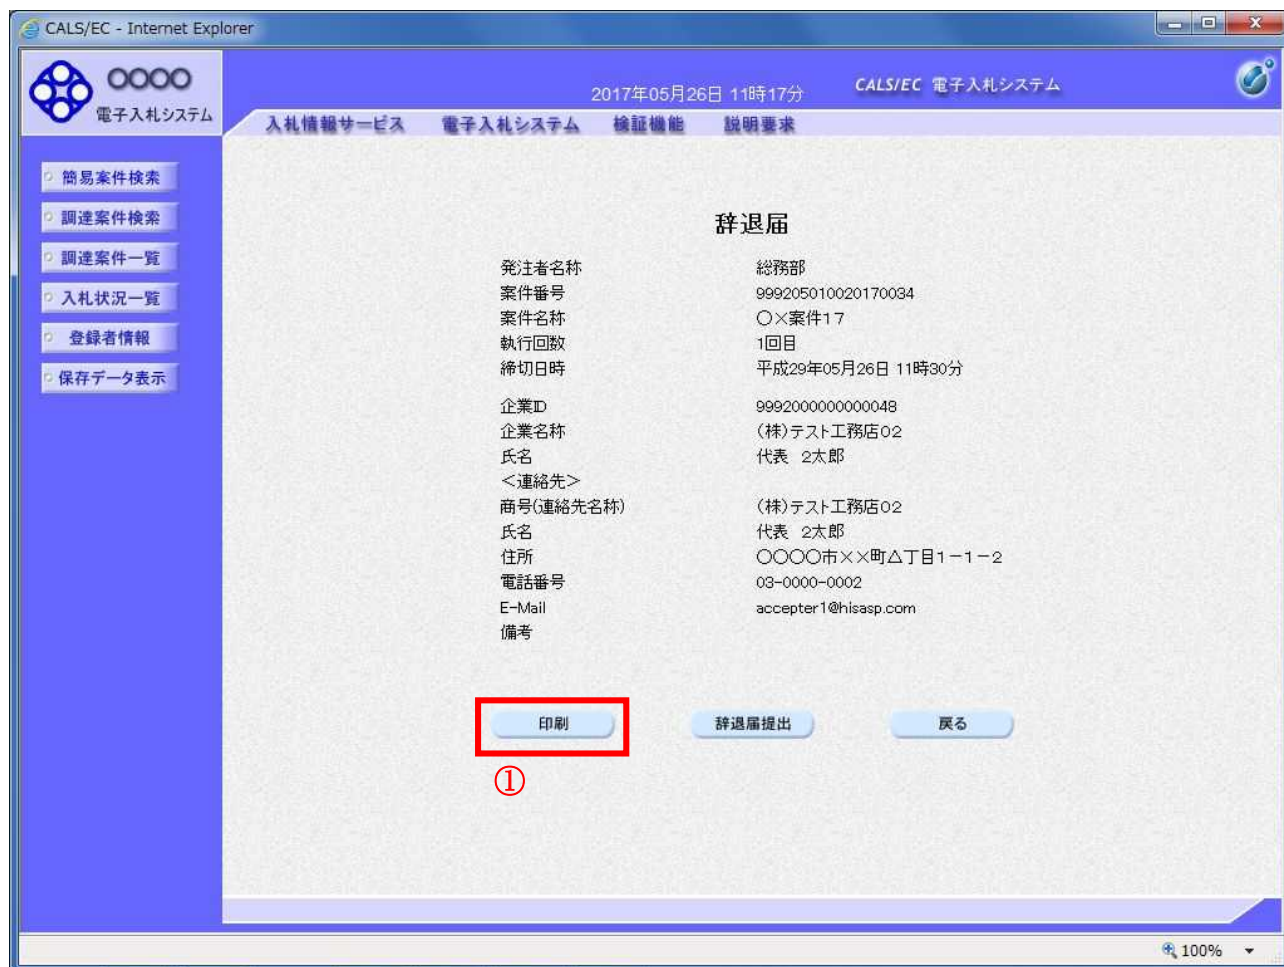 CALS/EC - Internet Explorer
○○○○
電子入札システム
2017年05月26日 11時17分
CALS/EC 電子入札システム
入札情報サービス 電子入札システム 検証機能 説明要求
簡易案件検索
調達案件検索
調達案件一覧
入札状況一覧
登録者情報
保存データ表示
辞退届
発注者名称 総務部
案件番号 999205010020170034
案件名称 ○×案件17
執行回数 1回目
締切日時 平成29年05月26日 11時30分
企業ID 9992000000000048
企業名称 (株)テスト工務店02
氏名 代表 2太郎
<連絡先>
商号(連絡先名称) (株)テスト工務店02
氏名 代表 2太郎
住所 ○○○○市××町△丁目1-1-2
電話番号 03-0000-0002
E-Mail accepter1@hisasp.com
備考
印刷 辞退届提出 戻る
①
100%